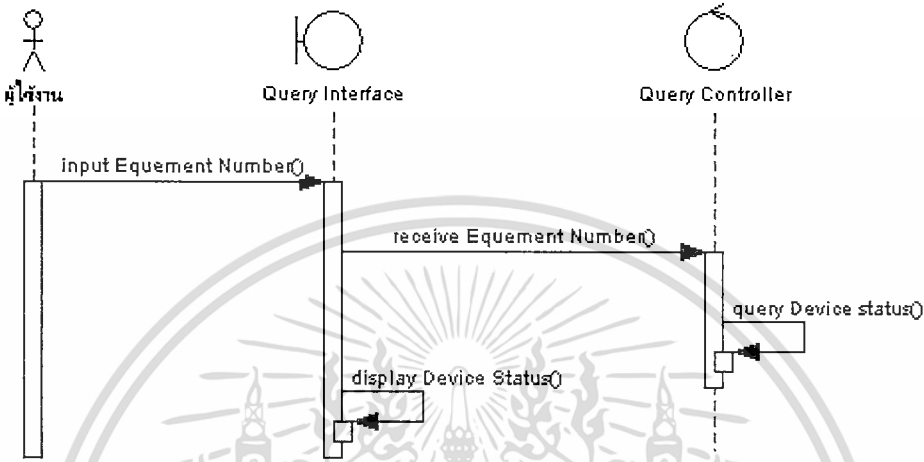 ผู้ใช้งาน
Query Interface
Query Controller
input Equement Number()
receive Equement Number()
query Device status()
display Device Status()